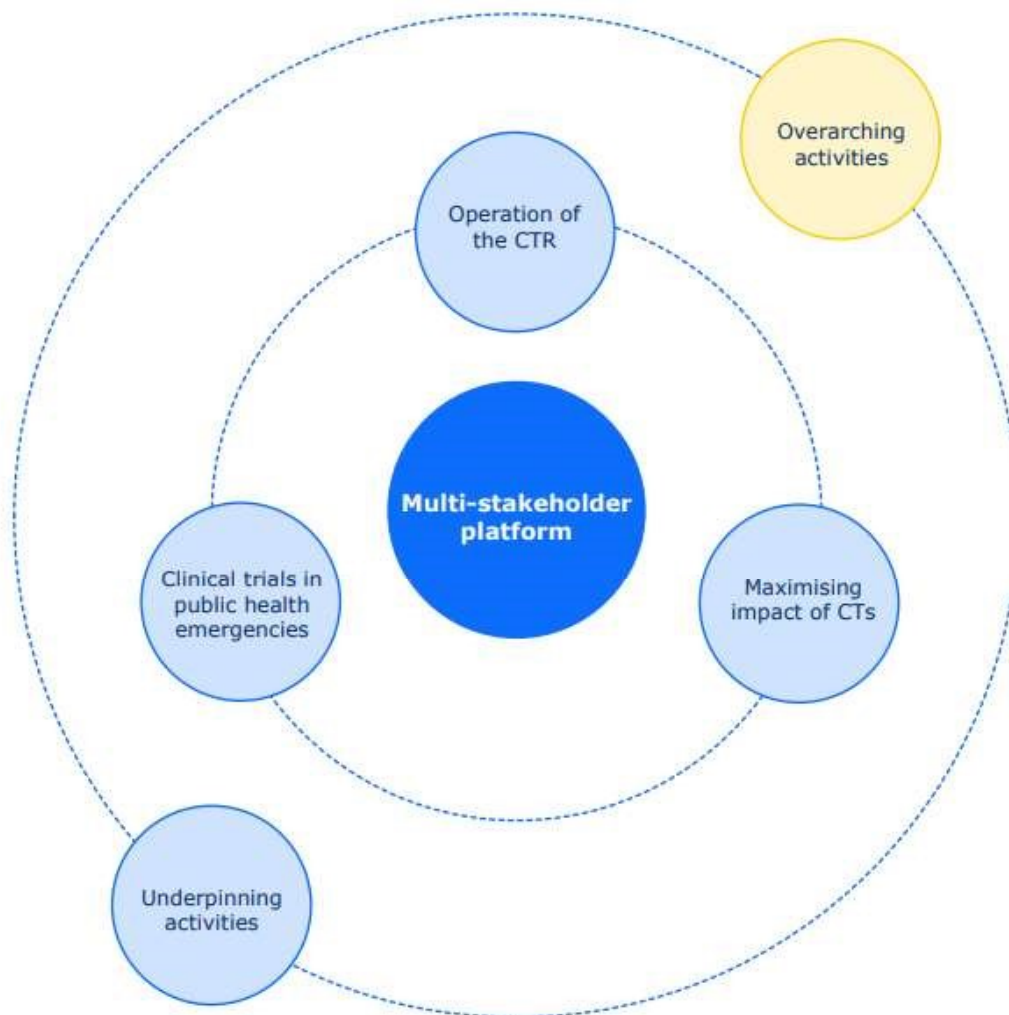 Overarching
activities
Operation of
the CTR
Multi-stakeholder
platform
Clinical trials in
public health
emergencies
Maximising
impact of CTs
Underpinning
activities